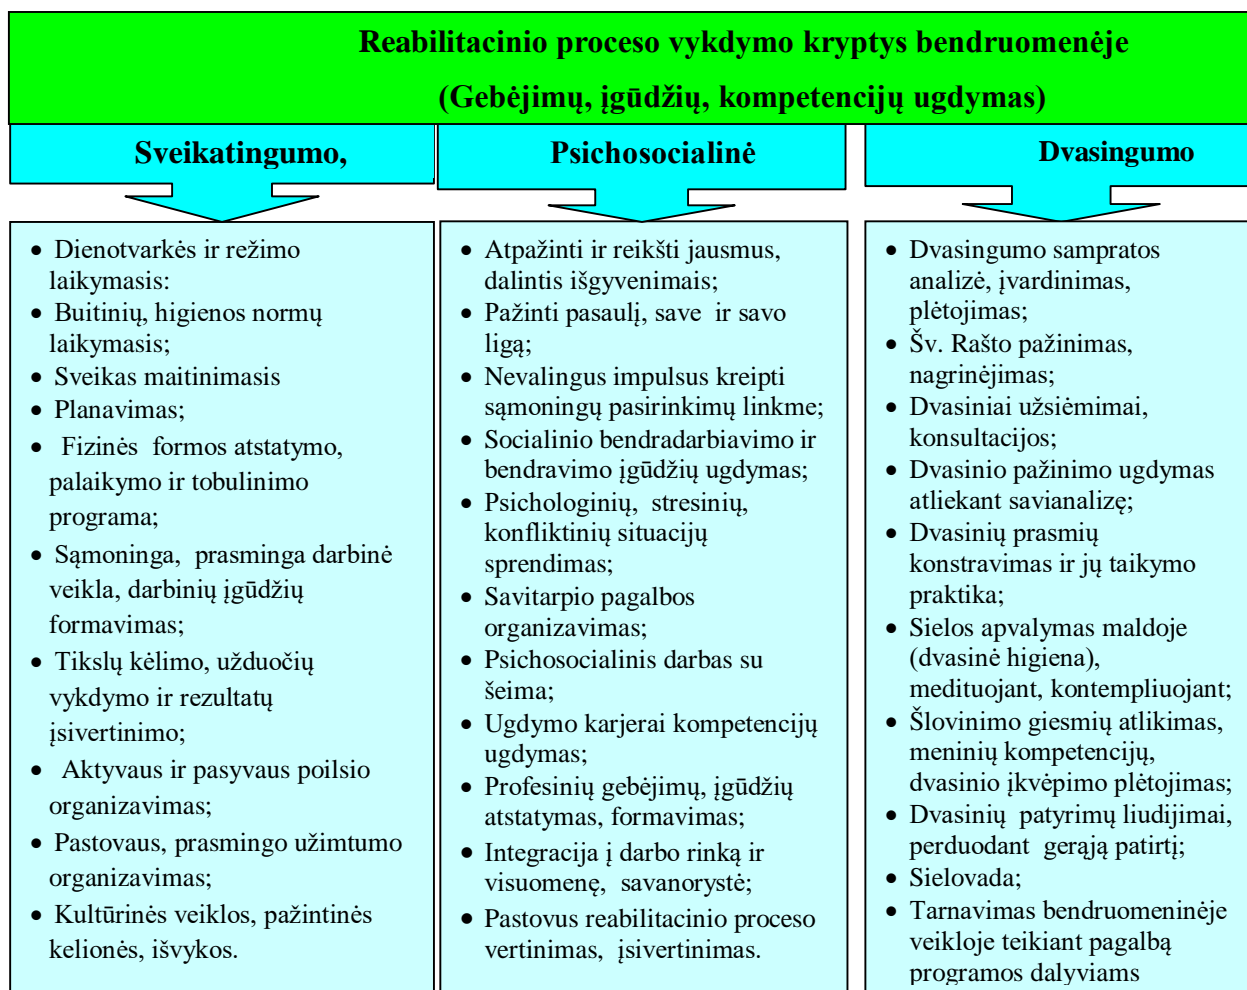 Reabilitacinio proceso vykdymo kryptys bendruomenėje
(Gebėjimų, įgūdžių, kompetencijų ugdymas)
Sveikatingumo,
Psichosocialinė
Dvasingumo
• Dienotvarkės ir režimo
laikymasis:
• Buitinių, higienos normų
laikymasis;
• Sveikas maitinimasis
• Planavimas;
• Fizinės formos atstatymo,
palaikymo ir tobulinimo
programa;
• Sąmoninga, prasminga darbinė
veikla, darbinių įgūdžių
formavimas;
• Tikslų kėlimo, užduočių
vykdymo ir rezultatų
įsivertinimo;
• Aktyvaus ir pasyvaus poilsio
organizavimas;
• Pastovaus, prasmingo užimtumo
organizavimas;
• Kultūrinės veiklos, pažintinės
kelionės, išvykos.
• Atpažinti ir reikšti jausmus,
dalintis išgyvenimais;
• Pažinti pasaulį, save ir savo
ligą;
• Nevalingus impulsus kreipti
sąmoningų pasirinkimų linkme;
• Socialinio bendradarbiavimo ir
bendravimo įgūdžių ugdymas;
• Psichologinių, stresinių,
konfliktinių situacijų
sprendimas;
• Savitarpio pagalbos
organizavimas;
• Psichosocialinis darbas su
šeima;
• Ugdymo karjerai kompetencijų
ugdymas;
• Profesinių gebėjimų, įgūdžių
atstatymas, formavimas;
• Integracija į darbo rinką ir
visuomenę, savanorystė;
• Pastovus reabilitacinio proceso
vertinimas, įsivertinimas.
• Dvasingumo sampratos
analizė, įvardinimas,
plėtojimas;
• Šv. Rašto pažinimas,
nagrinėjimas;
• Dvasiniai užsiėmimai,
konsultacijos;
• Dvasinio pažinimo ugdymas
atliekant savianalizę;
• Dvasinių prasmių
konstravimas ir jų taikymo
praktika;
• Sielos apvalymas maldoje
(dvasinė higiena),
medituojant, kontempliuojant;
• Šlovinimo giesmių atlikimas,
meninių kompetencijų,
dvasinio įkvėpimo plėtojimas;
• Dvasinių patyrimų liudijimai,
perduodant gerąją patirtį;
• Sielovada;
• Tarnavimas bendruomeninėje
veikloje teikiant pagalbą
programos dalyviams